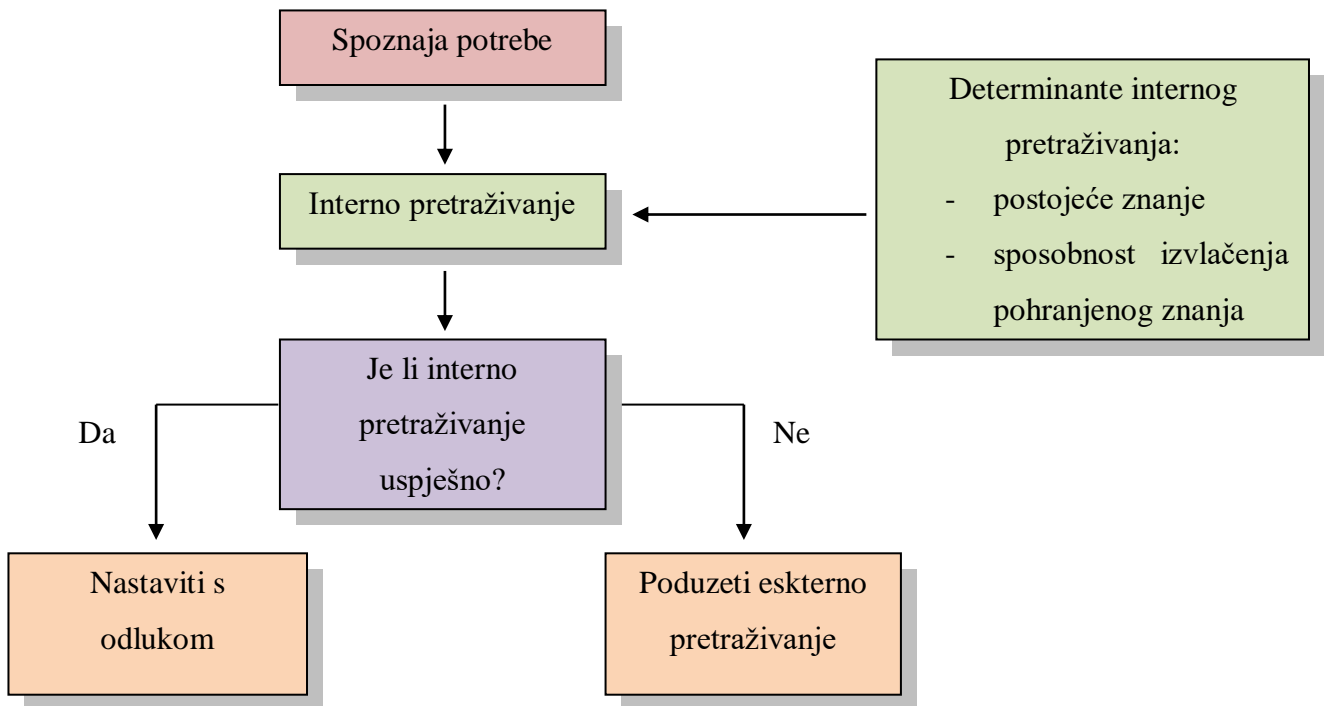 Spoznaja potrebe
Determinante internog
pretraživanja:
- postojeće znanje
- sposobnost izvlačenja
pohranjenog znanja
Interno pretraživanje
Je li interno
pretraživanje
uspješno?
Da
Ne
Nastaviti s
odlukom
Poduzeti eskterno
pretraživanje